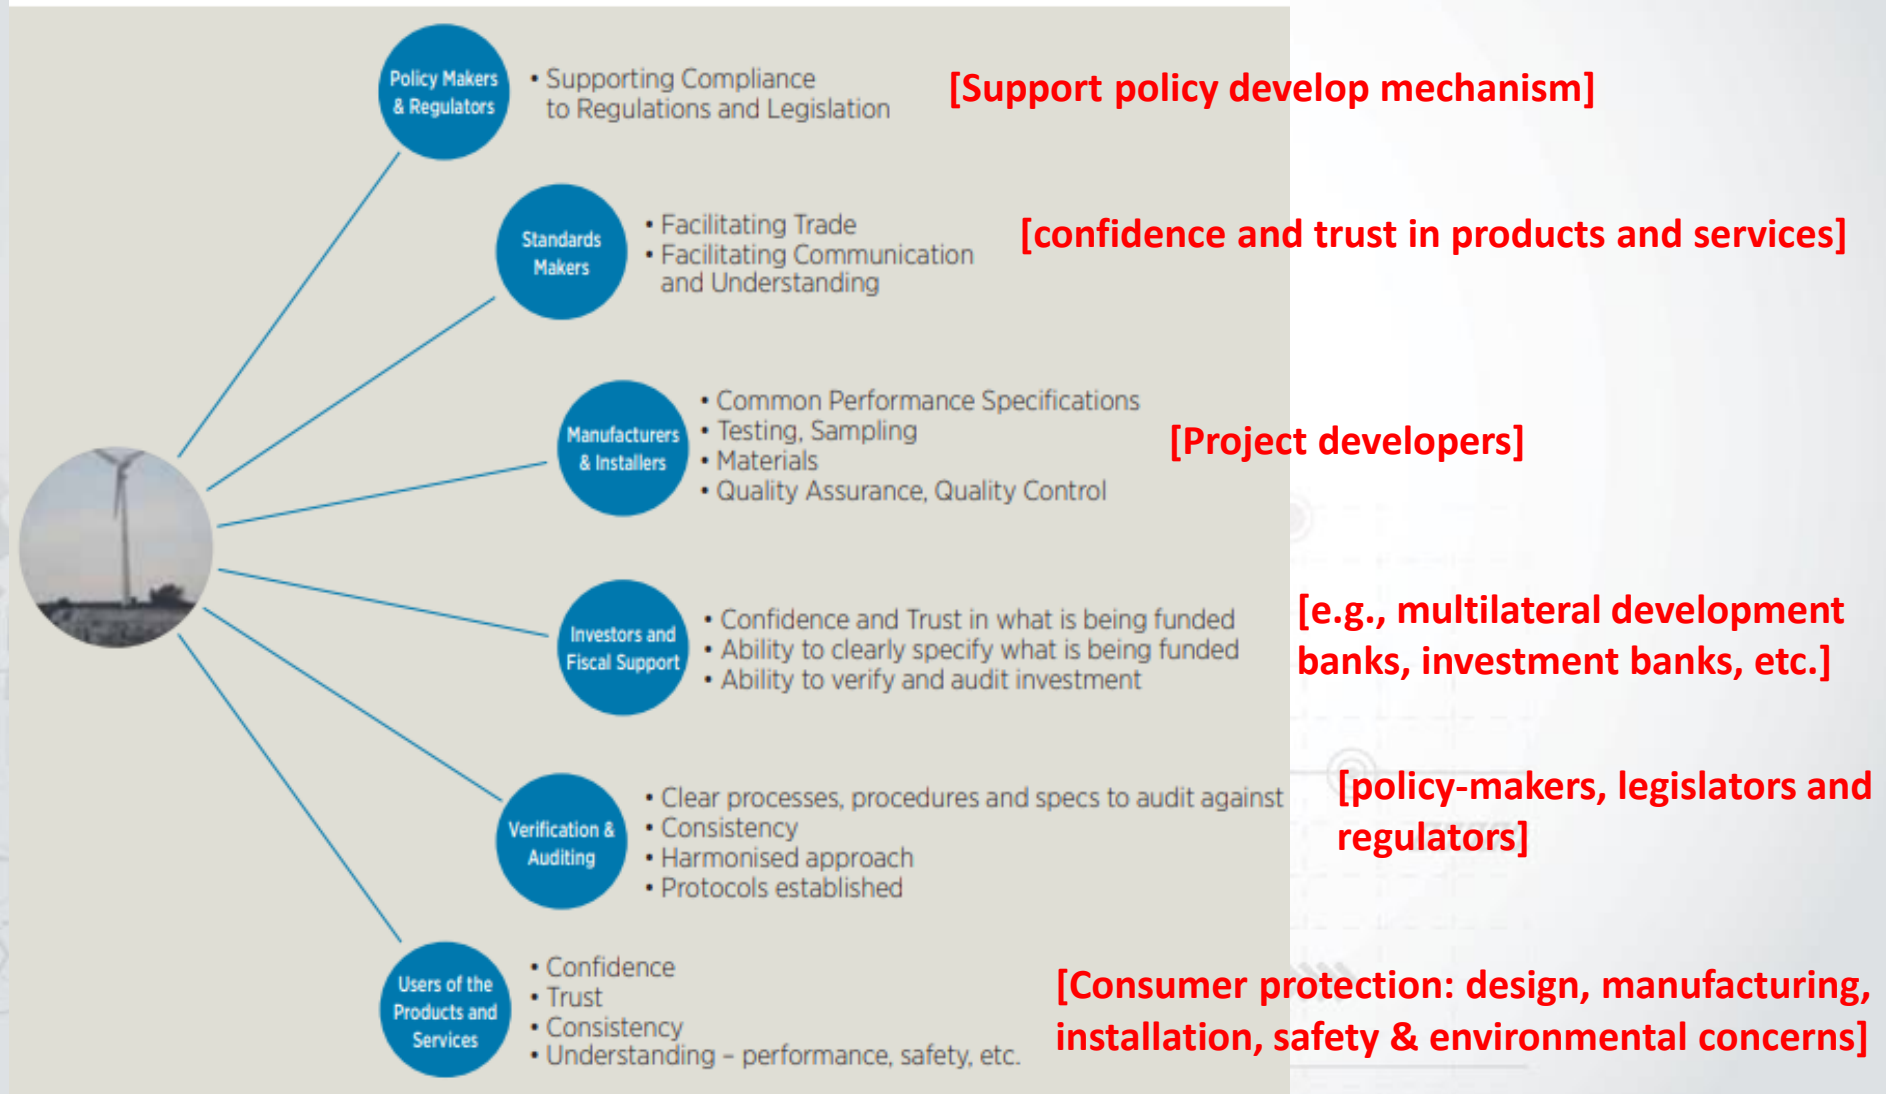 Policy Makers
& Regulators
• Supporting Compliance
to Regulations and Legislation
[Support policy develop mechanism]
Standards
Makers
• Facilitating Trade
• Facilitating Communication
and Understanding
[confidence and trust in products and services]
Manufacturers
& Installers
• Common Performance Specifications
• Testing, Sampling
• Materials
• Quality Assurance, Quality Control
[Project developers]
Investors and
Fiscal Support
• Confidence and Trust in what is being funded
• Ability to clearly specify what is being funded
• Ability to verify and audit investment
[e.g., multilateral development
banks, investment banks, etc.]
Verification &
Auditing
• Clear processes, procedures and specs to audit against
• Consistency
• Harmonised approach
• Protocols established
[policy-makers, legislators and
regulators]
Users of the
Products and
Services
• Confidence
• Trust
• Consistency
• Understanding – performance, safety, etc.
[Consumer protection: design, manufacturing,
installation, safety & environmental concerns]